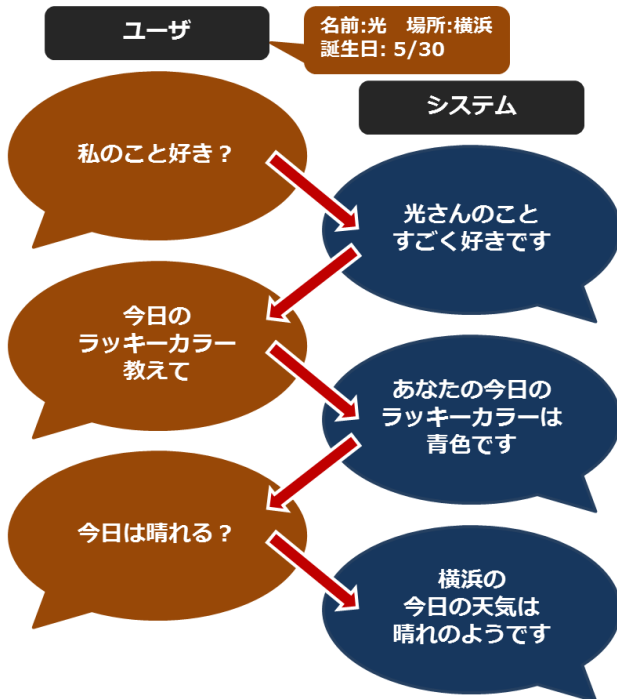 ユーザ
名前:光　場所:横浜
誕生日: 5/30
システム
私のこと好き？
光さんのこと
すごく好きです
今日の
ラッキーカラー
教えて
あなたの今日の
ラッキーカラーは
青色です
今日は晴れる？
横浜の
今日の天気は
晴れのようです